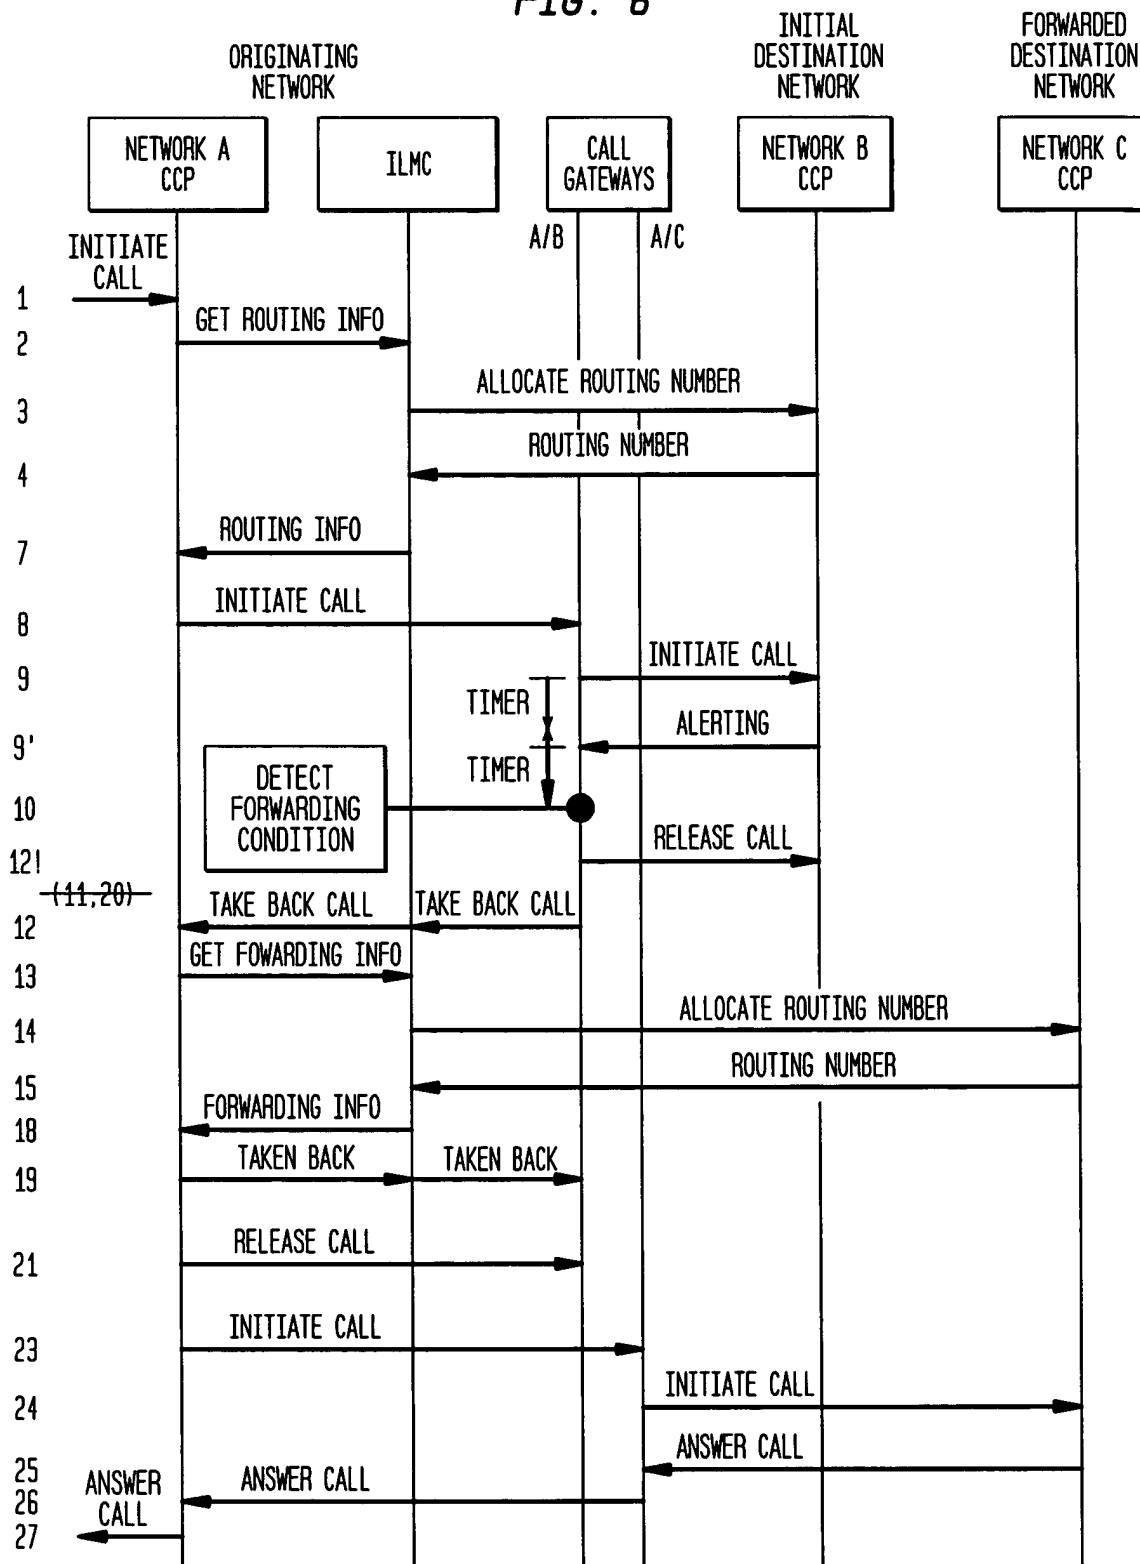 FIG. 6
ORIGINATING
NETWORK
INITIAL
DESTINATION
NETWORK
FORWARDED
DESTINATION
NETWORK
NETWORK A
CCP
ILMC
CALL
GATEWAYS
NETWORK B
CCP
NETWORK C
CCP
A/B
A/C
INITIATE
CALL
1
GET ROUTING INFO
2
ALLOCATE ROUTING NUMBER
3
ROUTING NUMBER
4
ROUTING INFO
7
INITIATE CALL
8
INITIATE CALL
9
TIMER
ALERTING
9'
TIMER
DETECT
FORWARDING
CONDITION
10
RELEASE CALL
12!
(11,20)
TAKE BACK CALL
TAKE BACK CALL
12
GET FOWARDING INFO
13
ALLOCATE ROUTING NUMBER
14
ROUTING NUMBER
15
FORWARDING INFO
18
TAKEN BACK
TAKEN BACK
19
RELEASE CALL
21
INITIATE CALL
23
INITIATE CALL
24
ANSWER CALL
25
ANSWER CALL
26
ANSWER
CALL
27